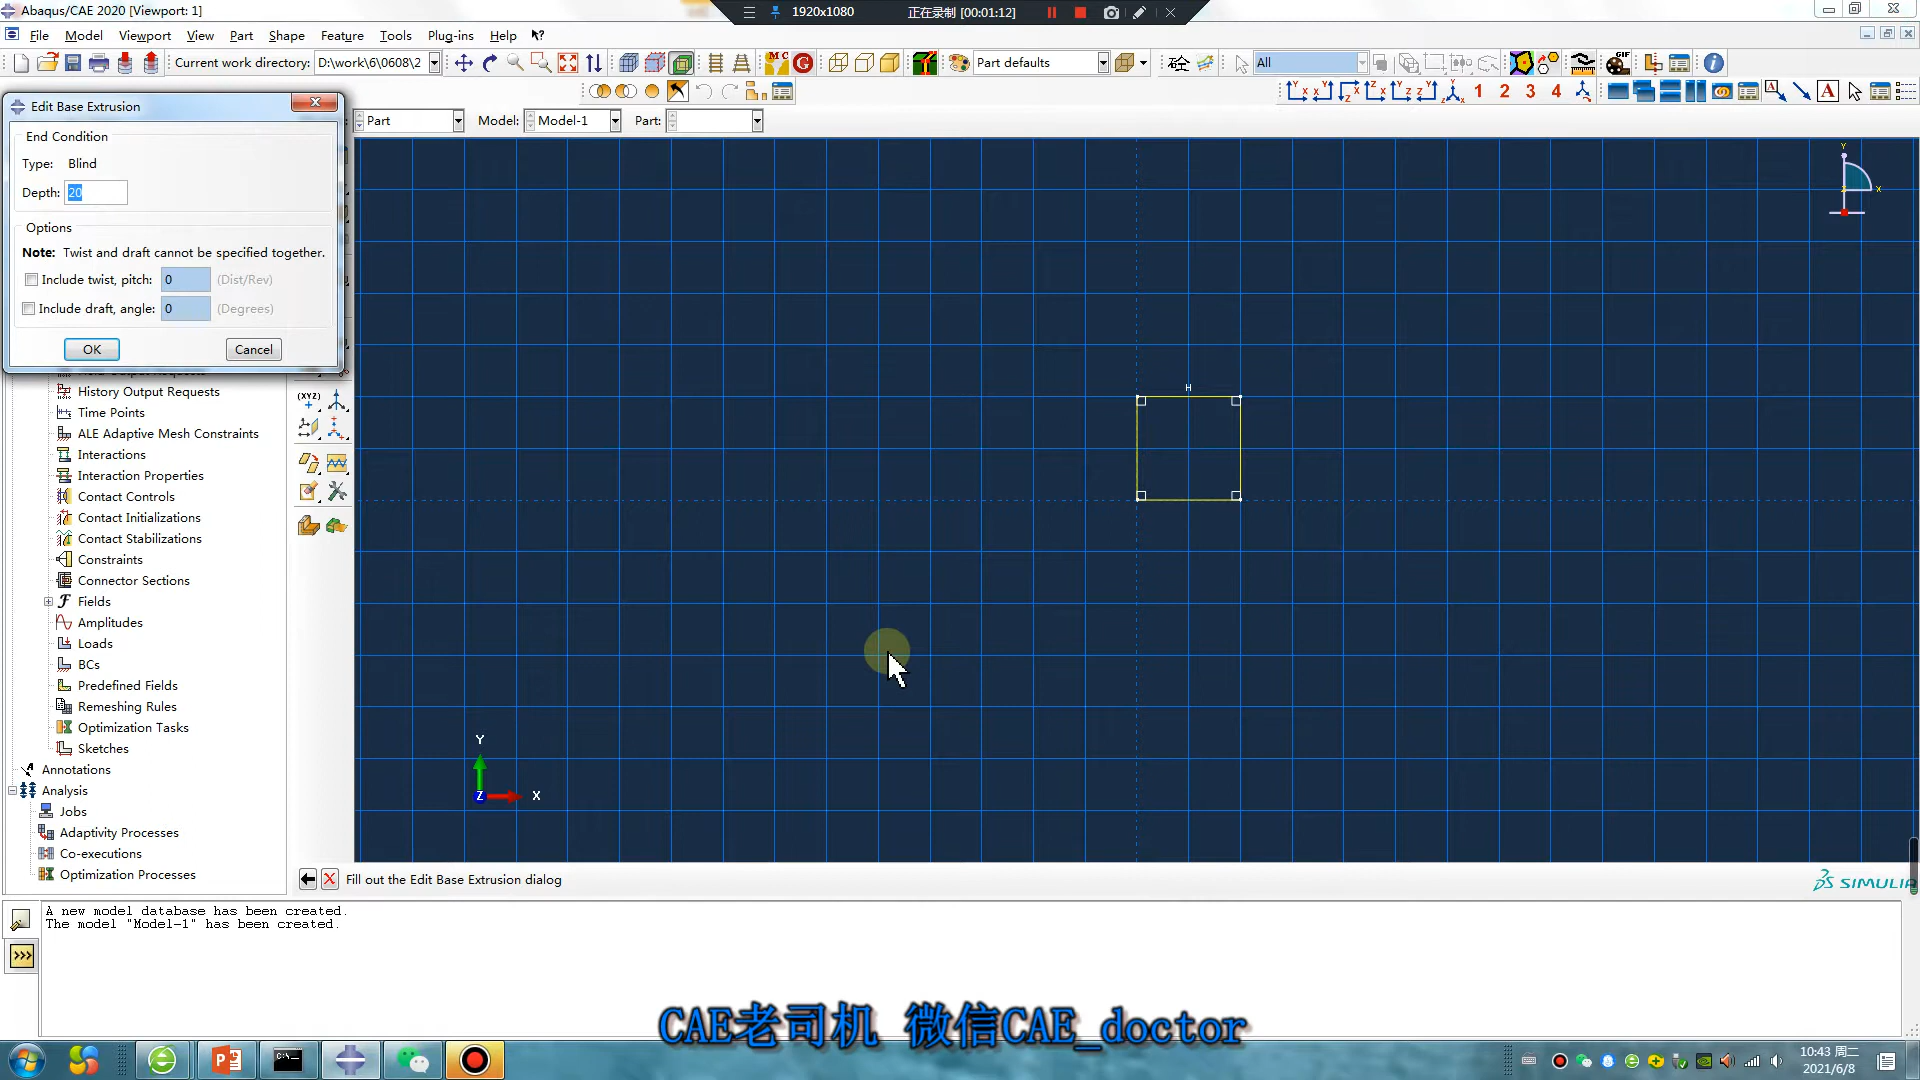 Abaqus/CAE 2020 [Viewport: 1]
1920x1080
正在录制 [00:01:12]
File Model Viewport View Part Shape Feature Tools Plug-ins Help
Current work directory: D:\work\6\0608\2
Part defaults
All
GIF
1 2 3 4
Edit Base Extrusion
Part
Model: Model-1
Part:
End Condition
Type: Blind
Depth: 20
Options
Note: Twist and draft cannot be specified together.
Include twist, pitch: 0 (Dist/Rev)
Include draft, angle: 0 (Degrees)
OK Cancel
History Output Requests
Time Points
ALE Adaptive Mesh Constraints
Interactions
Interaction Properties
Contact Controls
Contact Initializations
Contact Stabilizations
Constraints
Connector Sections
Fields
Amplitudes
Loads
BCs
Predefined Fields
Remeshing Rules
Optimization Tasks
Sketches
Annotations
Analysis
Jobs
Adaptivity Processes
Co-executions
Optimization Processes
(XYZ)
H
Y
X
Y
Z X
Fill out the Edit Base Extrusion dialog
SIMULIA
A new model database has been created.
The model "Model-1" has been created.
>>>
CAE老司机 微信CAE_doctor
10:43 周二
2021/6/8